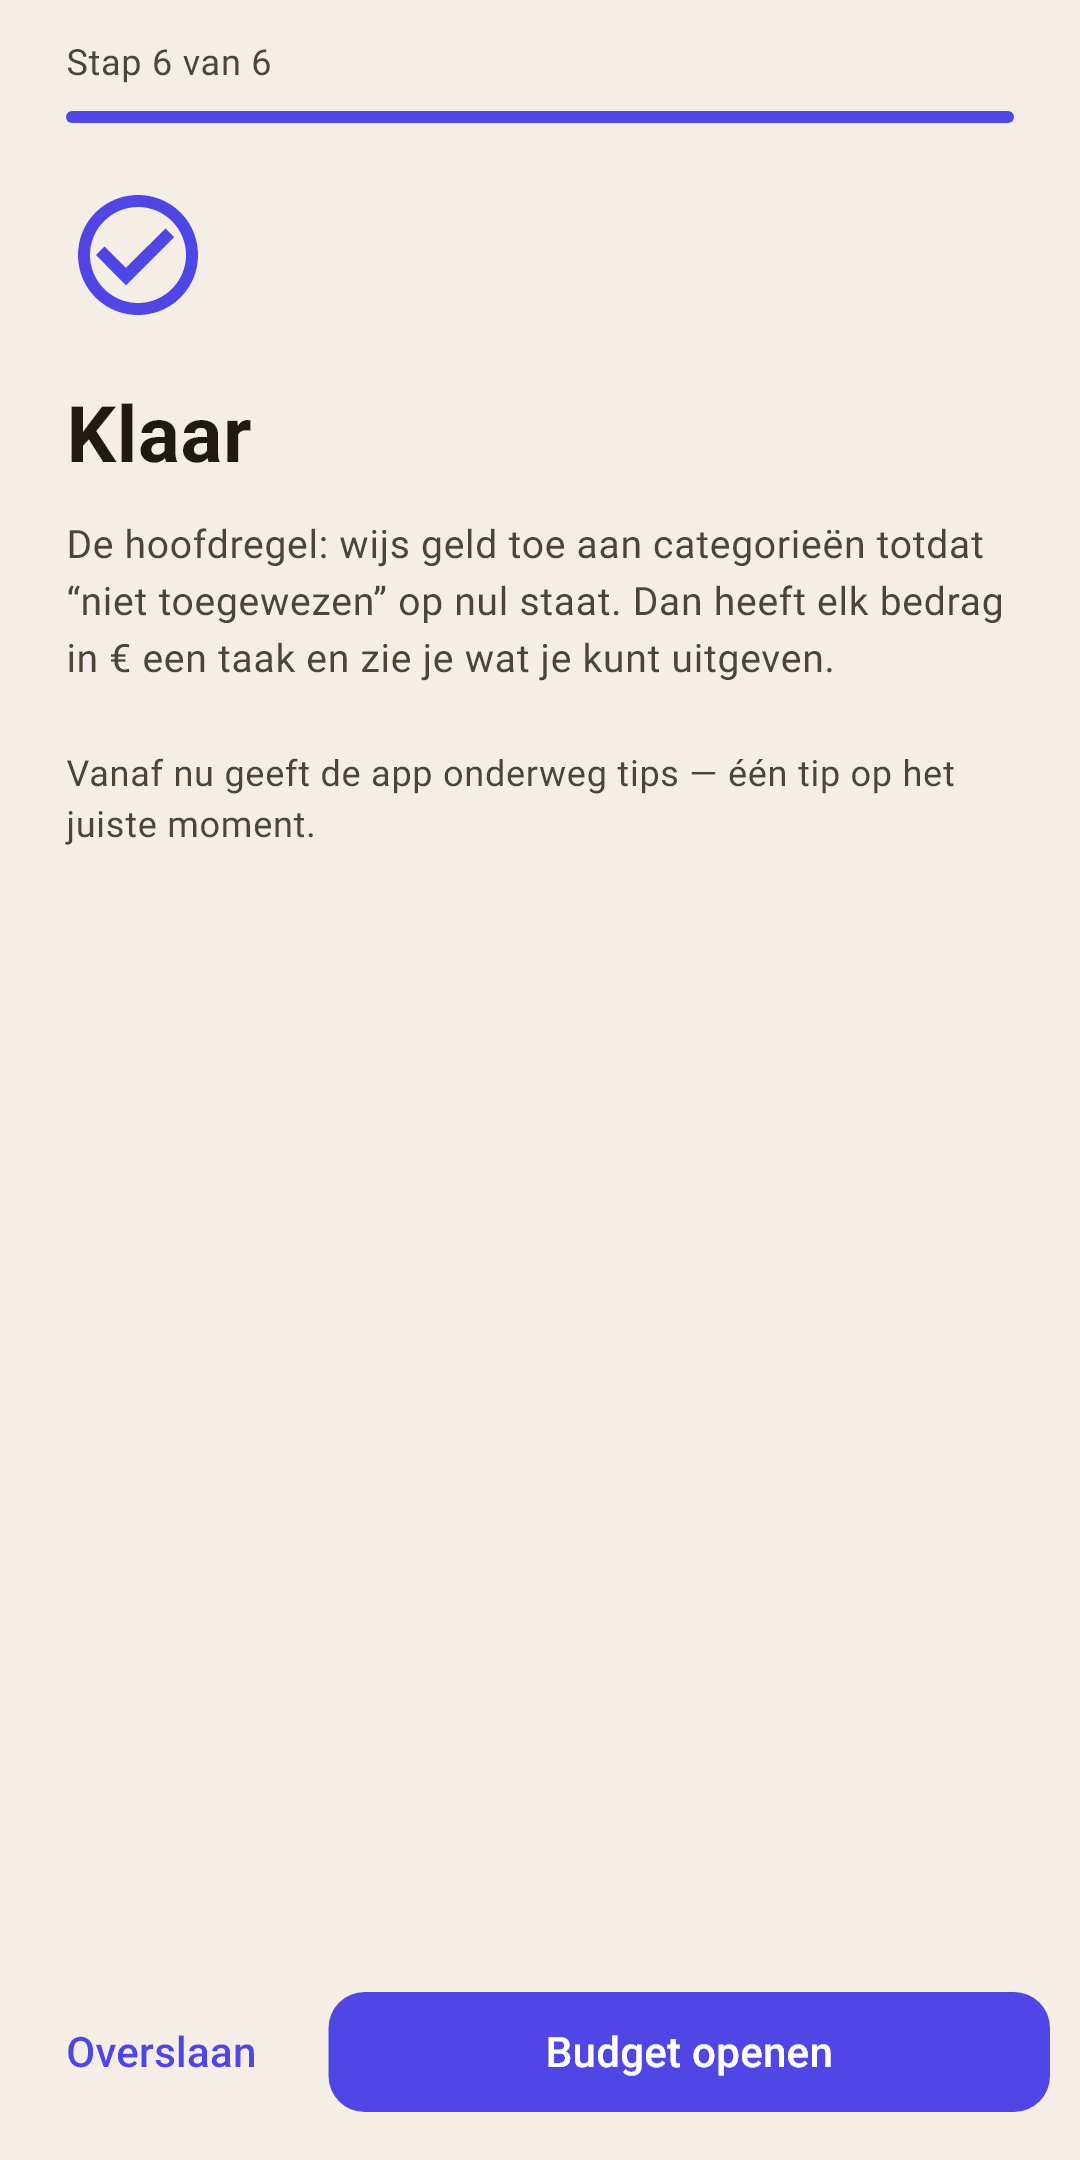 Stap 6 van 6
Klaar
De hoofdregel: wijs geld toe aan categorieën totdat
“niet toegewezen” op nul staat. Dan heeft elk bedrag
in € een taak en zie je wat je kunt uitgeven.
Vanaf nu geeft de app onderweg tips — één tip op het
juiste moment.
Overslaan
Budget openen